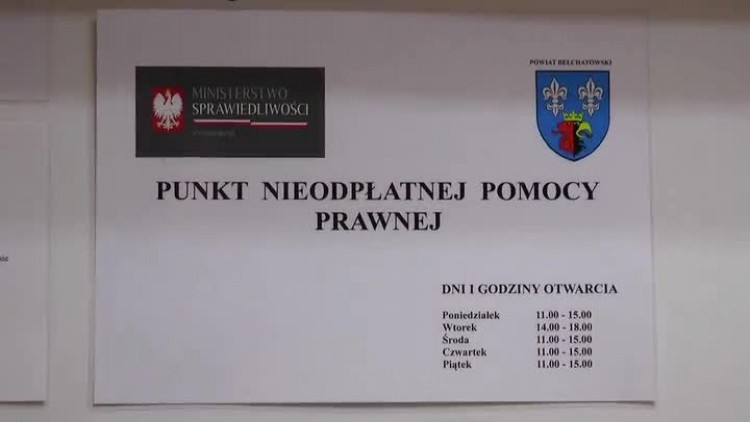 MINISTERSTWO
SPRAWIEDLIWOŚCI
POWIAT BEŁCHATOWSKI
PUNKT NIEODPŁATNEJ POMOCY
PRAWNEJ
DNI I GODZINY OTWARCIA
Poniedziałek 11.00 - 15.00
Wtorek 14.00 - 18.00
Środa 11.00 - 15.00
Czwartek 11.00 - 15.00
Piątek 11.00 - 15.00